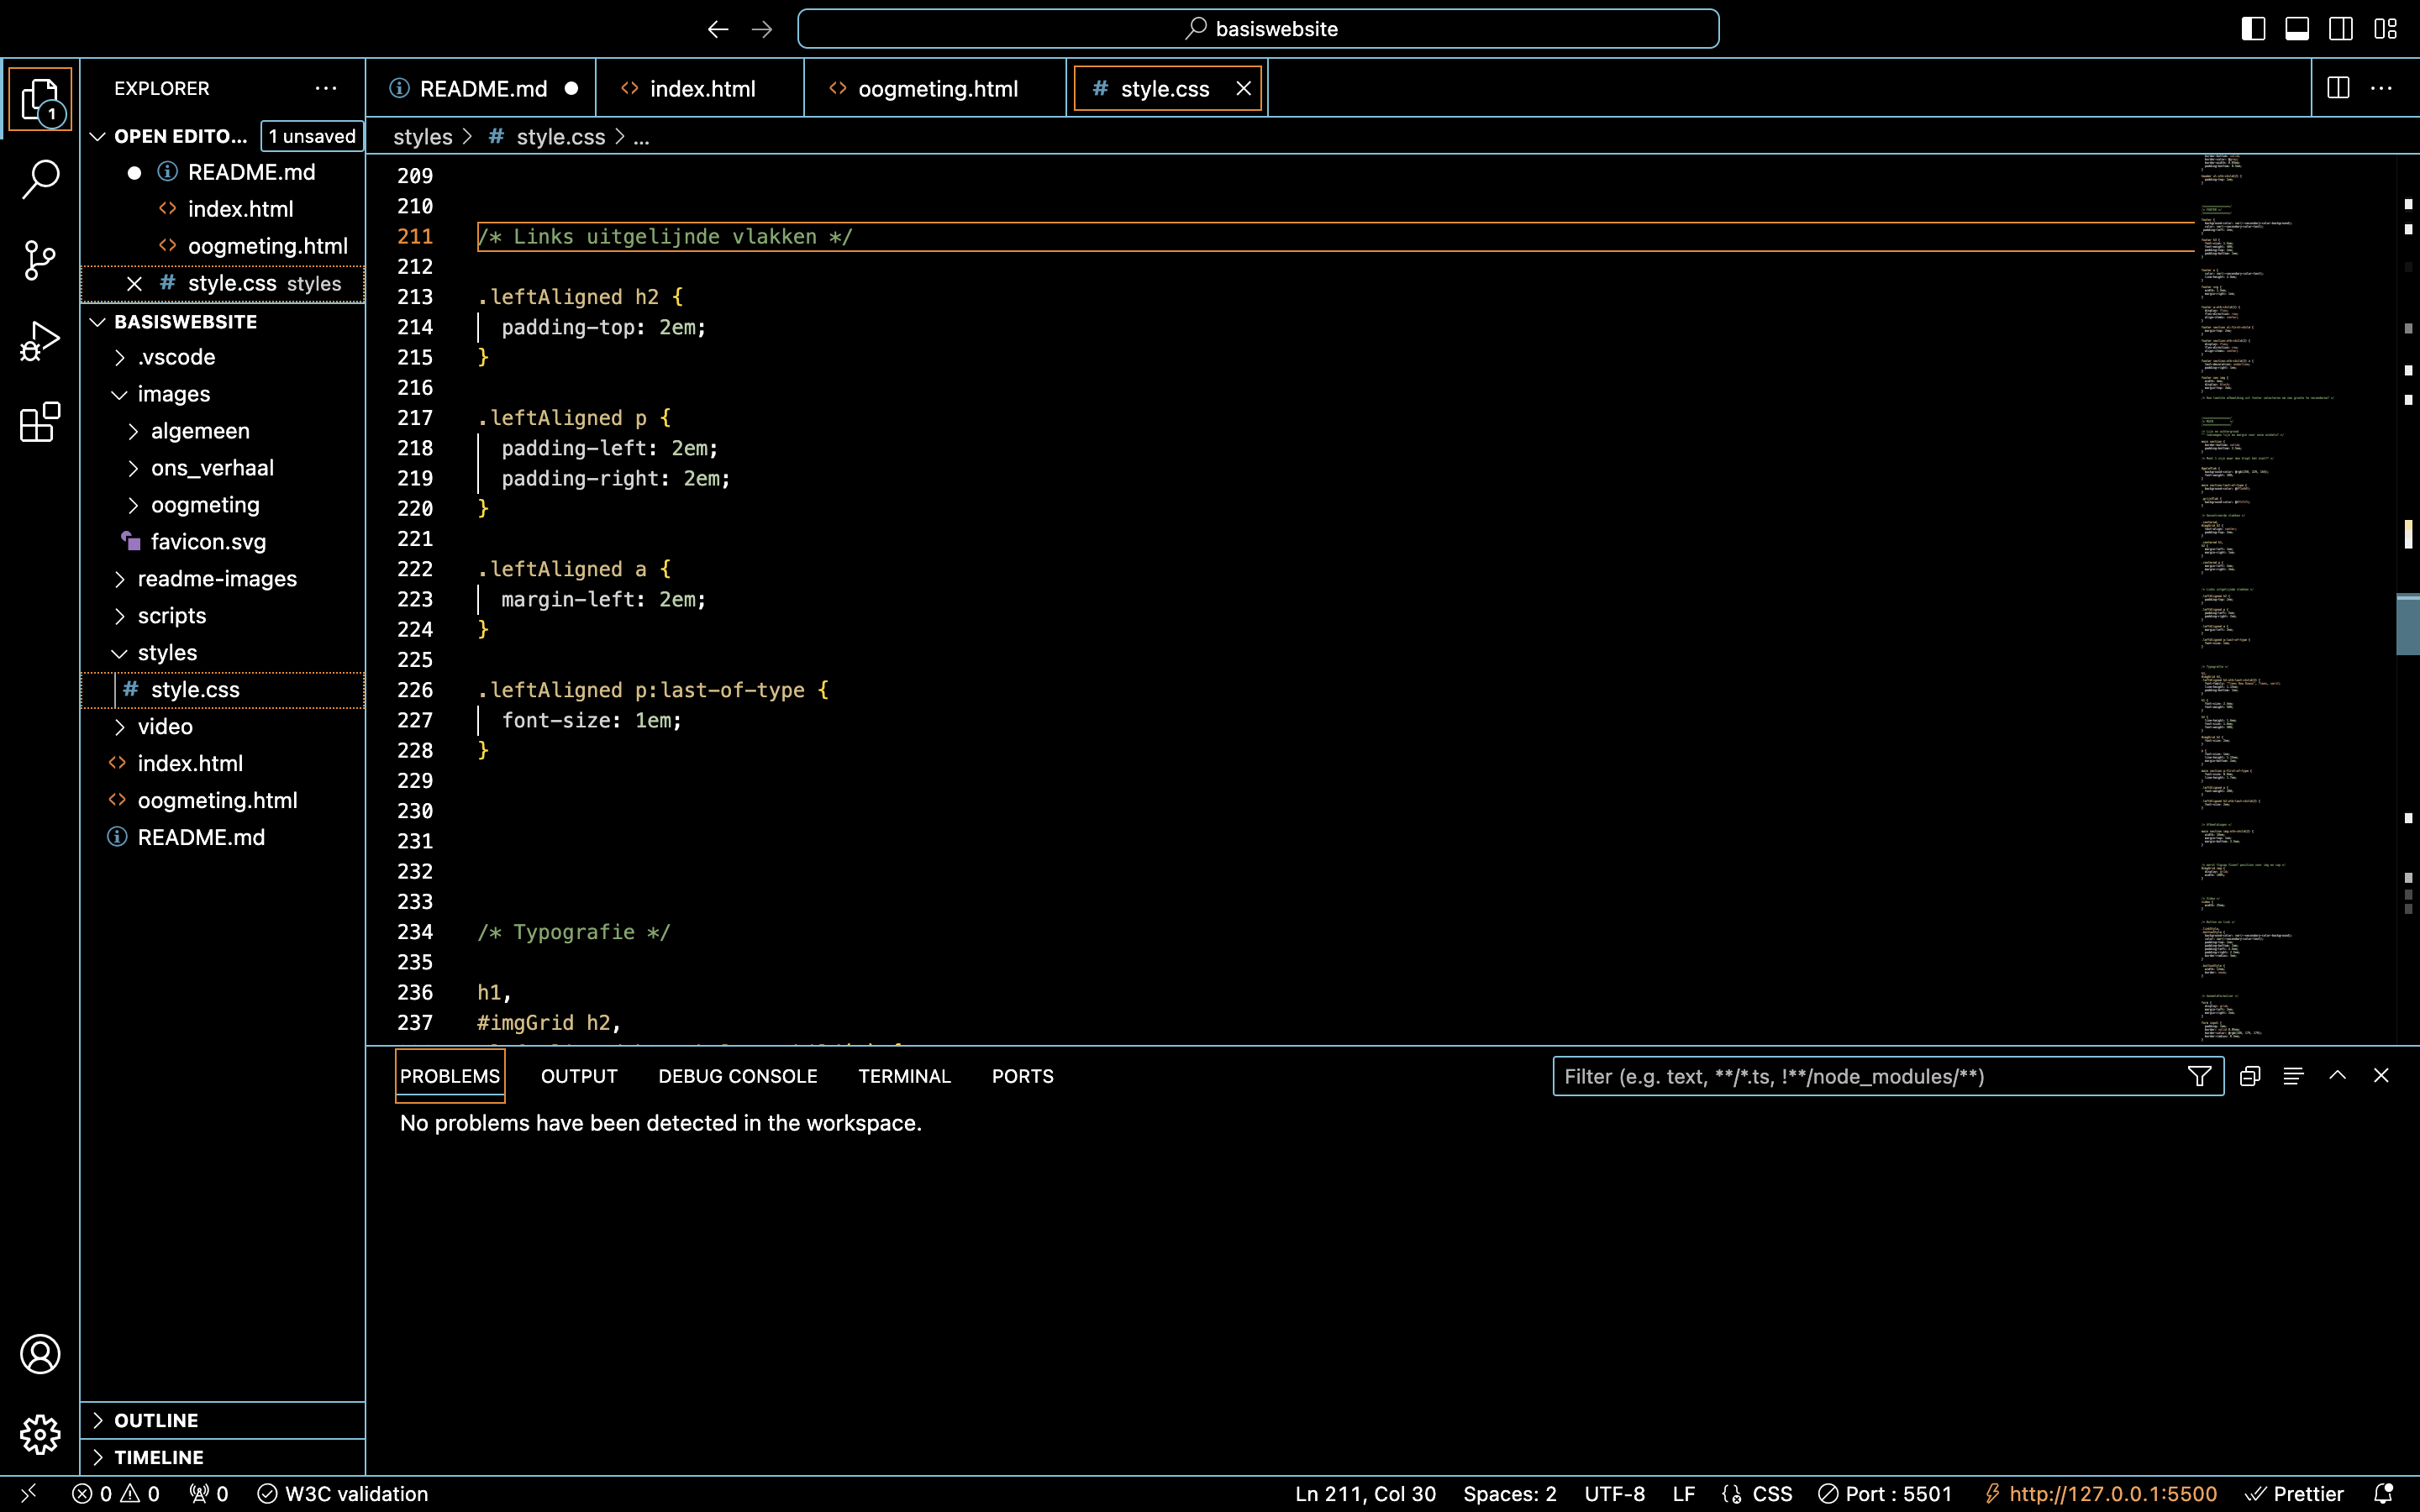 basiswebsite
EXPLORER
README.md
index.html
oogmeting.html
# style.css
1
OPEN EDITO... 1 unsaved
README.md
index.html
oogmeting.html
# style.css styles
BASISWEBSITE
.vscode
images
algemeen
ons_verhaal
oogmeting
favicon.svg
readme-images
scripts
styles
# style.css
video
index.html
oogmeting.html
README.md
OUTLINE
TIMELINE
styles > # style.css > ...
209
210
211 /* Links uitgelijnde vlakken */
212
213 .leftAligned h2 {
214 padding-top: 2em;
215 }
216
217 .leftAligned p {
218 padding-left: 2em;
219 padding-right: 2em;
220 }
221
222 .leftAligned a {
223 margin-left: 2em;
224 }
225
226 .leftAligned p:last-of-type {
227 font-size: 1em;
228 }
229
230
231
232
233
234 /* Typografie */
235
236 h1,
237 #imgGrid h2,
PROBLEMS OUTPUT DEBUG CONSOLE TERMINAL PORTS
Filter (e.g. text, **/*.ts, !**/node_modules/**)
No problems have been detected in the workspace.
0 0 0 W3C validation
Ln 211, Col 30 Spaces: 2 UTF-8 LF CSS Port : 5501 http://127.0.0.1:5500 Prettier